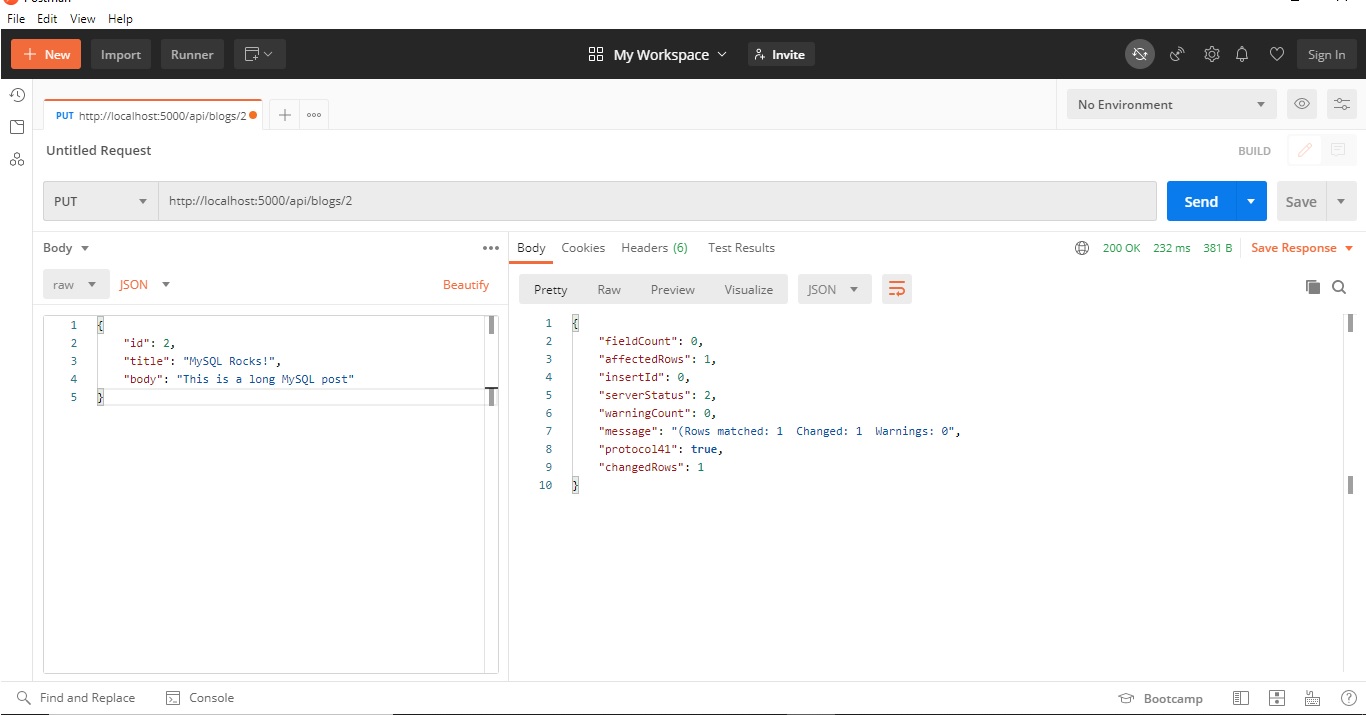 Postman
File Edit View Help
New Import Runner My Workspace Invite Sign In
PUT http://localhost:5000/api/blogs/2 No Environment
Untitled Request BUILD
PUT http://localhost:5000/api/blogs/2 Send Save
Body
raw JSON Beautify
1 {
2 "id": 2,
3 "title": "MySQL Rocks!",
4 "body": "This is a long MySQL post"
5 }
Body Cookies Headers (6) Test Results 200 OK 232 ms 381 B Save Response
Pretty Raw Preview Visualize JSON
1 {
2 "fieldCount": 0,
3 "affectedRows": 1,
4 "insertId": 0,
5 "serverStatus": 2,
6 "warningCount": 0,
7 "message": "(Rows matched: 1  Changed: 1  Warnings: 0",
8 "protocol41": true,
9 "changedRows": 1
10 }
Find and Replace Console Bootcamp